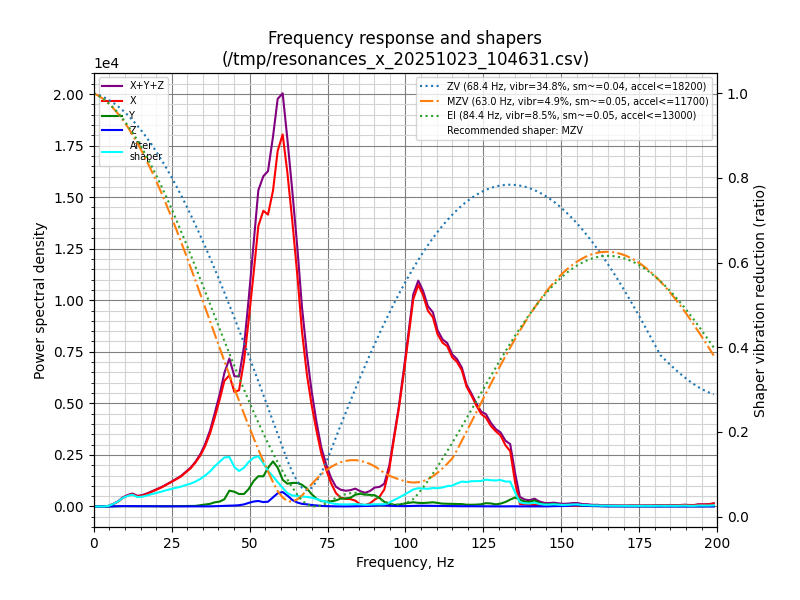 Frequency response and shapers
(/tmp/resonances_x_20251023_104631.csv)
1e4
X+Y+Z
X
Y
Z
After
shaper
ZV (68.4 Hz, vibr=34.8%, sm~=0.04, accel<=18200)
MZV (63.0 Hz, vibr=4.9%, sm~=0.05, accel<=11700)
EI (84.4 Hz, vibr=8.5%, sm~=0.05, accel<=13000)
Recommended shaper: MZV
2.00
1.75
1.50
1.25
1.00
0.75
0.50
0.25
0.00
Power spectral density
1.0
0.8
0.6
0.4
0.2
0.0
Shaper vibration reduction (ratio)
0 25 50 75 100 125 150 175 200
Frequency, Hz